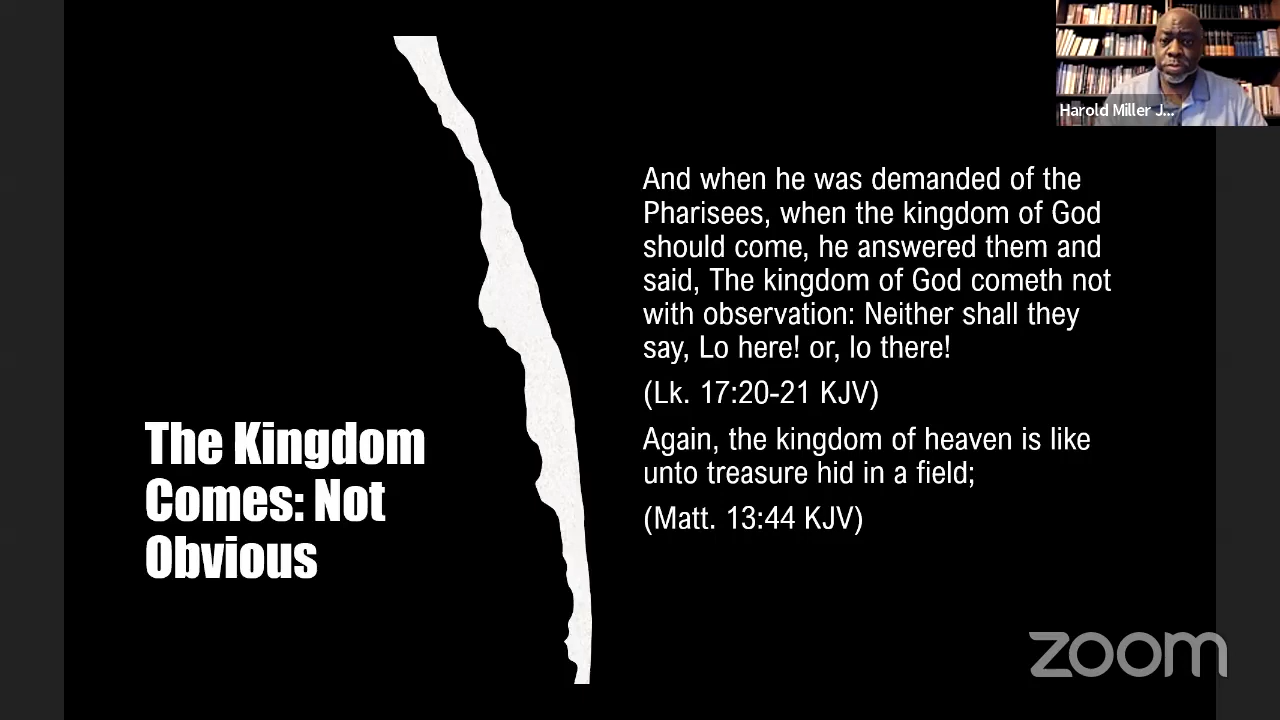 Harold Miller J...
And when he was demanded of the
Pharisees, when the kingdom of God
should come, he answered them and
said, The kingdom of God cometh not
with observation: Neither shall they
say, Lo here! or, lo there!
(Lk. 17:20-21 KJV)
Again, the kingdom of heaven is like
unto treasure hid in a field;
(Matt. 13:44 KJV)
The Kingdom
Comes: Not
Obvious
zoom